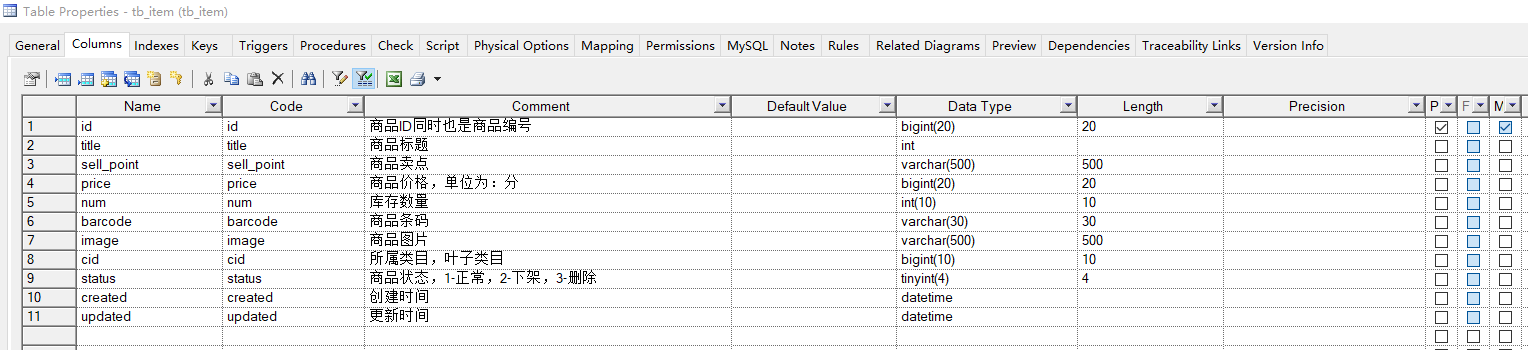 Table Properties - tb_item (tb_item)
General Columns Indexes Keys Triggers Procedures Check Script Physical Options Mapping Permissions MySQL Notes Rules Related Diagrams Preview Dependencies Traceability Links Version Info
Name Code Comment Default Value Data Type Length Precision P F M
1 id id 商品ID同时也是商品编号 bigint(20) 20
2 title title 商品标题 int
3 sell_point sell_point 商品卖点 varchar(500) 500
4 price price 商品价格，单位为：分 bigint(20) 20
5 num num 库存数量 int(10) 10
6 barcode barcode 商品条码 varchar(30) 30
7 image image 商品图片 varchar(500) 500
8 cid cid 所属类目，叶子类目 bigint(10) 10
9 status status 商品状态，1-正常，2-下架，3-删除 tinyint(4) 4
10 created created 创建时间 datetime
11 updated updated 更新时间 datetime